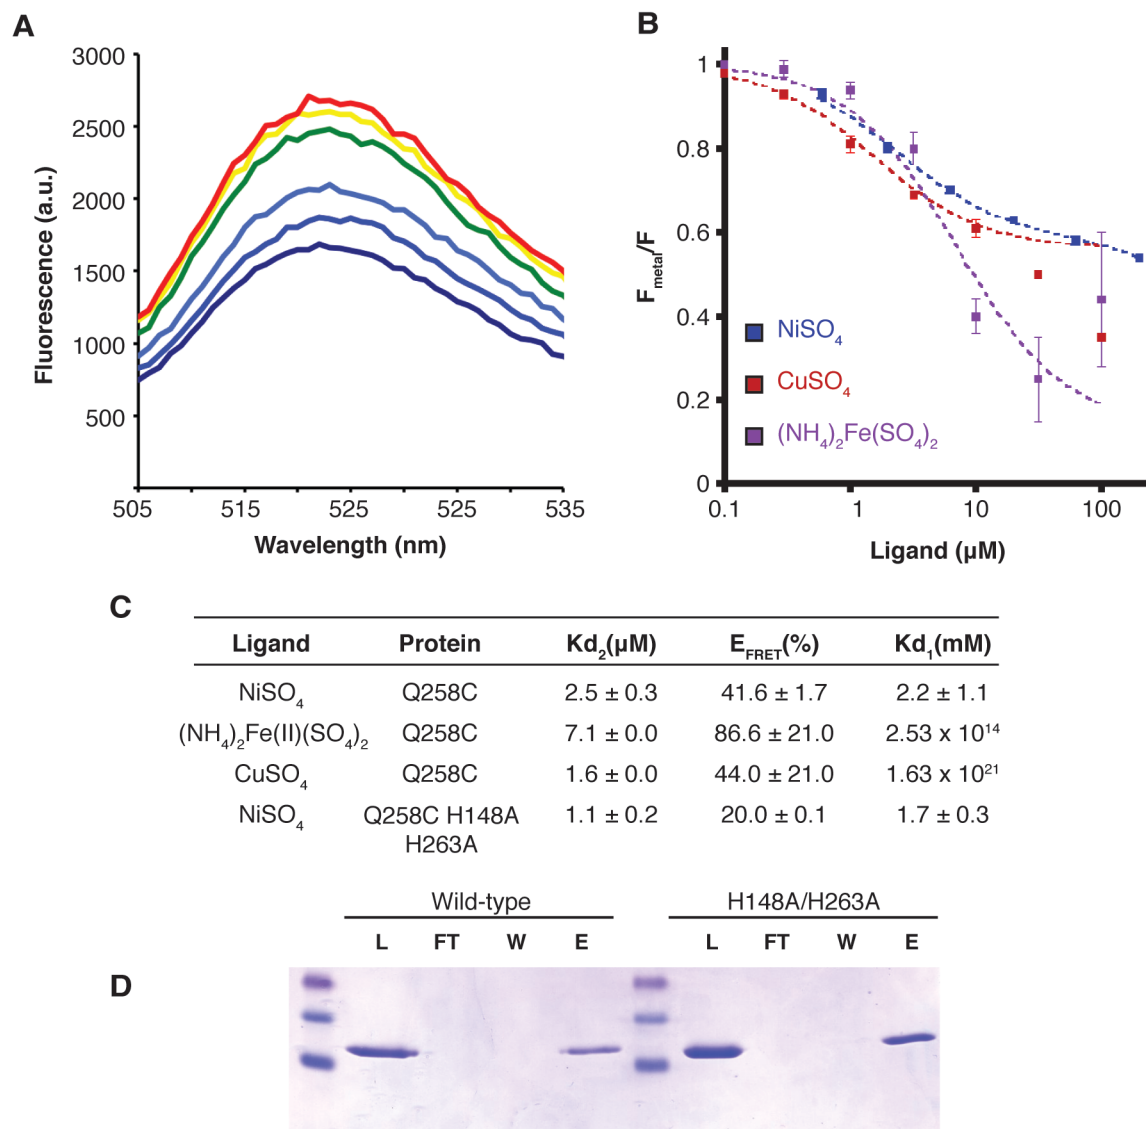 A
3000
2500
2000
1500
1000
500
Fluorescence (a.u.)
505 515 525 525 535
Wavelength (nm)
B
1
0.8
0.6
0.4
0.2
0
F_metal/F
NiSO₄
CuSO₄
(NH₄)₂Fe(SO₄)₂
0.1 1 10 100
Ligand (µM)
C
Ligand Protein Kd₂(µM) E_FRET(%) Kd₁(mM)
NiSO₄ Q258C 2.5 ± 0.3 41.6 ± 1.7 2.2 ± 1.1
(NH₄)₂Fe(II)(SO₄)₂ Q258C 7.1 ± 0.0 86.6 ± 21.0 2.53 x 10¹⁴
CuSO₄ Q258C 1.6 ± 0.0 44.0 ± 21.0 1.63 x 10²¹
NiSO₄ Q258C H148A 1.1 ± 0.2 20.0 ± 0.1 1.7 ± 0.3
H263A
Wild-type H148A/H263A
L FT W E L FT W E
D